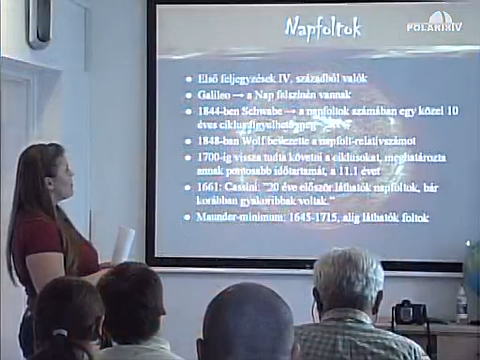 Napfoltok
POLARIS TV
Első feljegyzések IV. századból valók
Galileo → a Nap felszínén vannak
1844-ben Schwabe → a napfoltok számában egy közel 10
éves ciklus figyelhető meg
1848-ban Wolf bevezette a napfolt-relatívszámot
1700-ig vissza tudta követni a ciklusokat, meghatározta
annak pontosabb időtartamát, a 11.1 évet
1661: Cassini: "20 éve először láthatók napfoltok, bár
korábban gyakoribbak voltak."
Maunder-minimum: 1645-1715, alig láthatók foltok